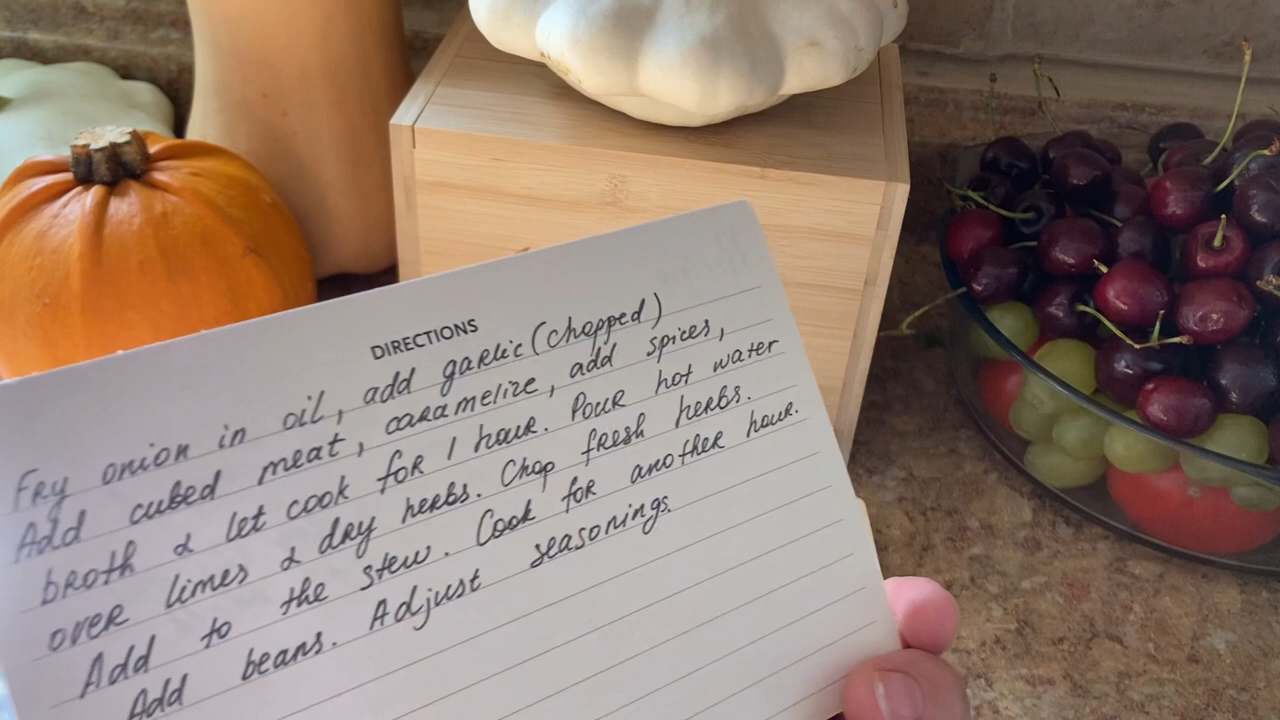 DIRECTIONS
Fry onion in oil, add garlic (chopped)
Add cubed meat, caramelize, add spices,
broth & let cook for 1 hour. Pour hot water
over limes & dry herbs. Chop fresh herbs.
Add to the stew. Cook for another hour.
Add beans. Adjust seasonings.